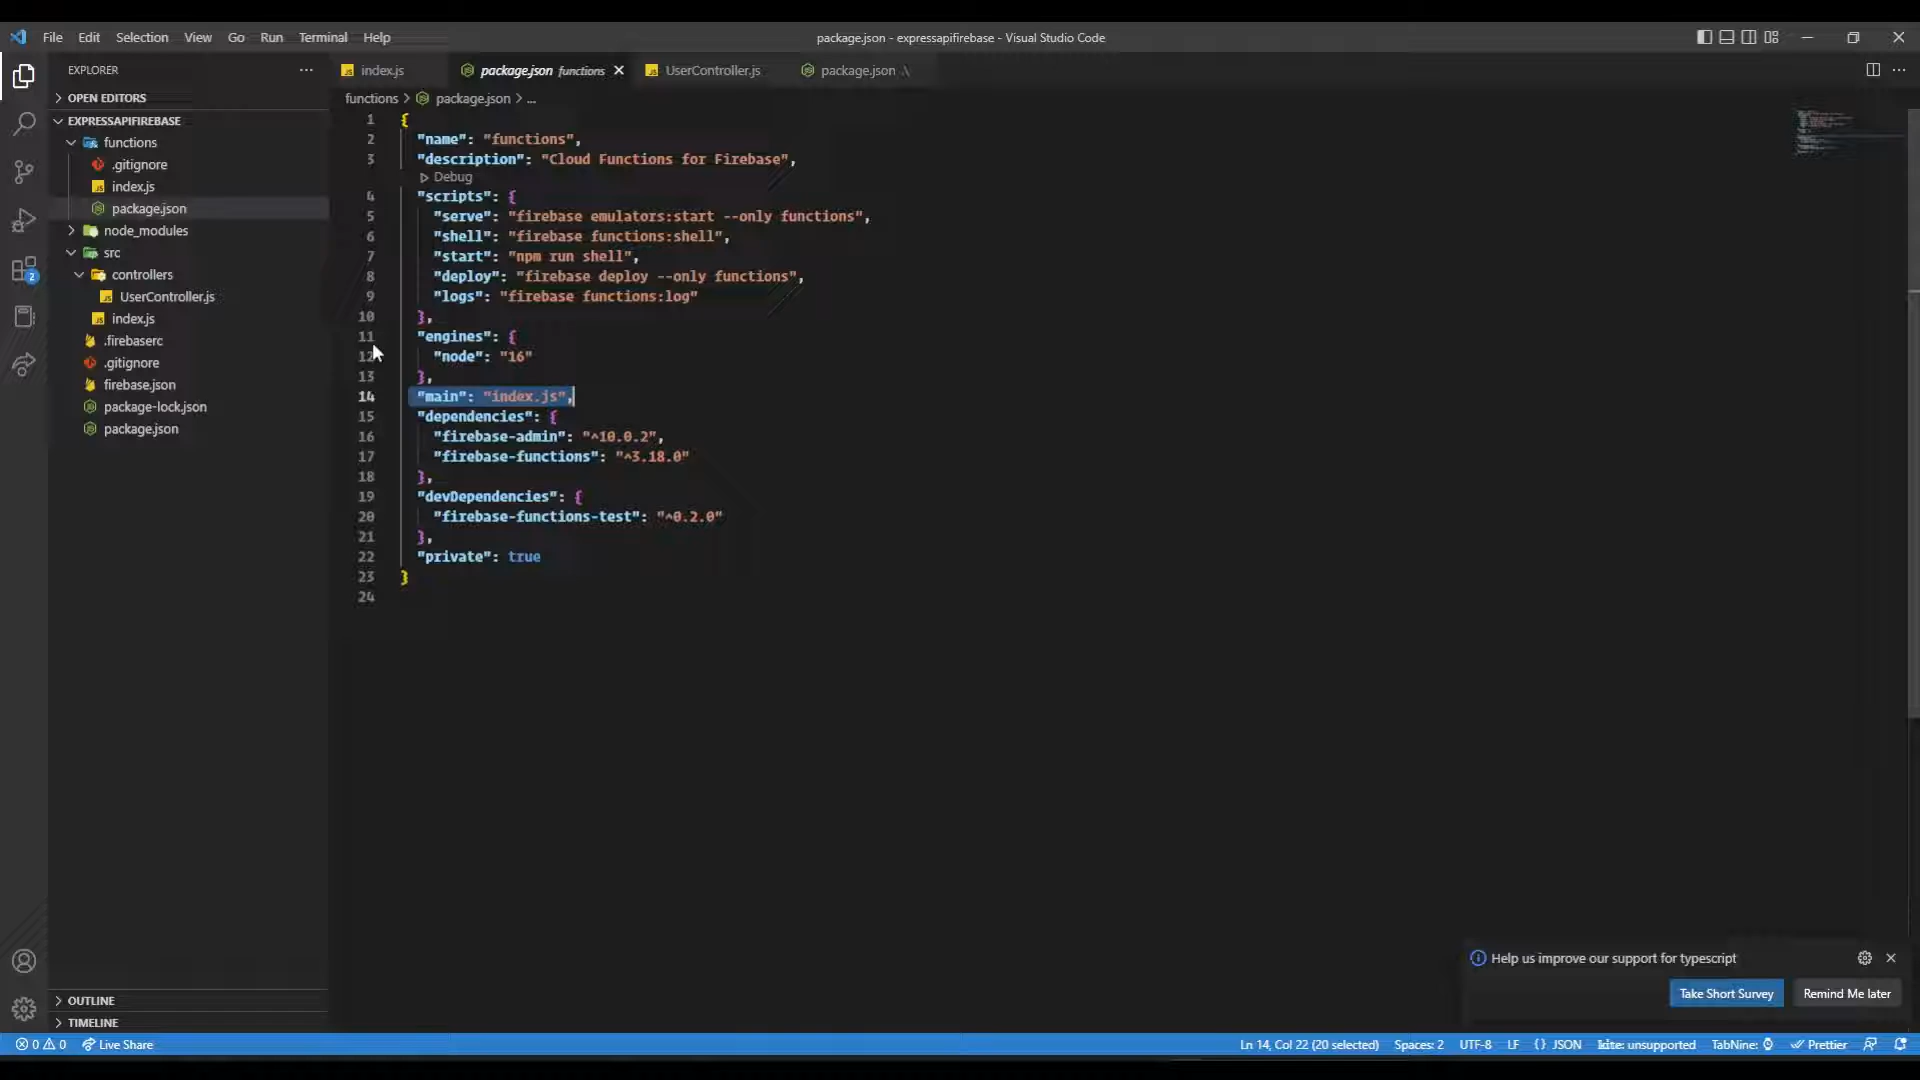 File Edit Selection View Go Run Terminal Help
package.json - expressapifirebase - Visual Studio Code
EXPLORER
index.js
package.json functions
UserController.js
package.json .\
OPEN EDITORS
functions > package.json > ...
EXPRESSAPIFIREBASE
functions
.gitignore
index.js
package.json
node_modules
src
controllers
UserController.js
index.js
.firebaserc
.gitignore
firebase.json
package-lock.json
package.json
2
1 {
2 "name": "functions",
3 "description": "Cloud Functions for Firebase",
Debug
4 "scripts": {
5 "serve": "firebase emulators:start --only functions",
6 "shell": "firebase functions:shell",
7 "start": "npm run shell",
8 "deploy": "firebase deploy --only functions",
9 "logs": "firebase functions:log"
10 },
11 "engines": {
12 "node": "16"
13 },
14 "main": "index.js",
15 "dependencies": {
16 "firebase-admin": "^10.0.2",
17 "firebase-functions": "^3.18.0"
18 },
19 "devDependencies": {
20 "firebase-functions-test": "^0.2.0"
21 },
22 "private": true
23 }
24
Help us improve our support for typescript
Take Short Survey
Remind Me later
OUTLINE
TIMELINE
0 0 Live Share
Ln 14, Col 22 (20 selected) Spaces: 2 UTF-8 LF {} JSON unsupported TabNine: Prettier